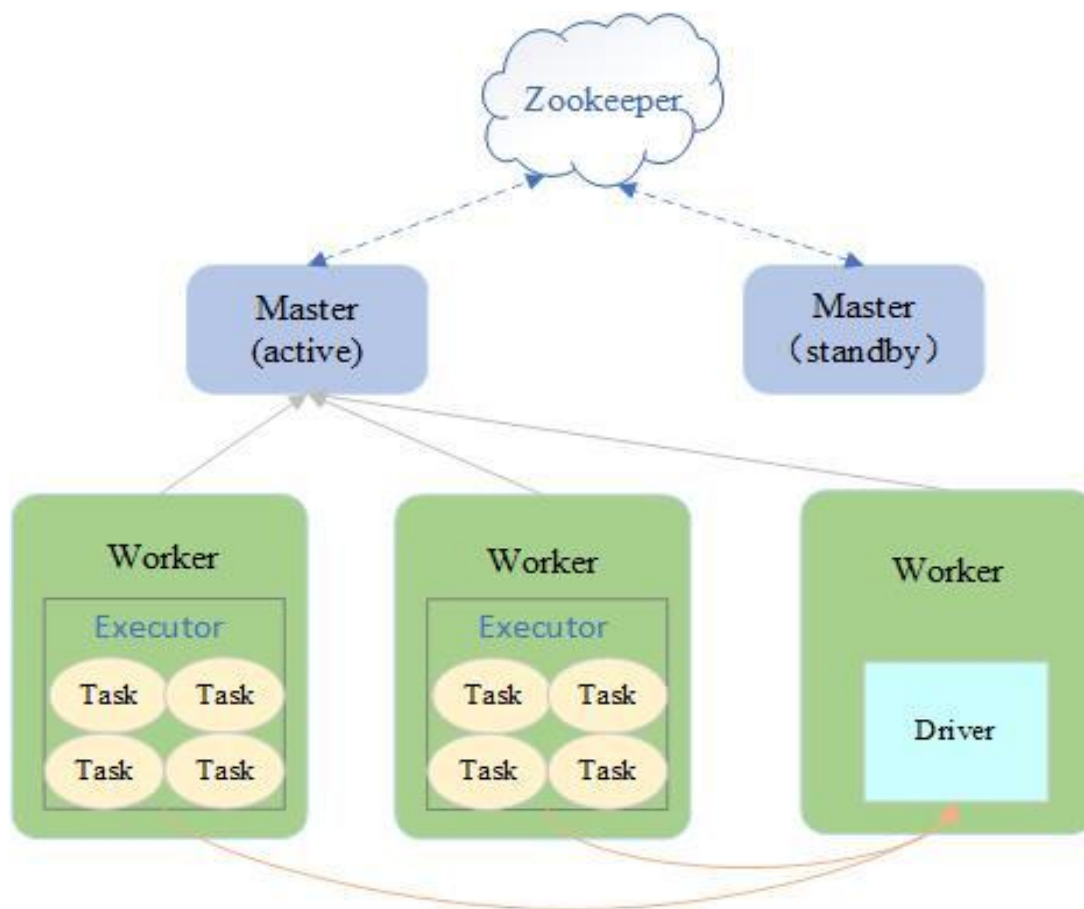 Zookeeper
Master
(active)
Master
（standby）
Worker
Executor
Task Task
Task Task
Worker
Executor
Task Task
Task Task
Worker
Driver